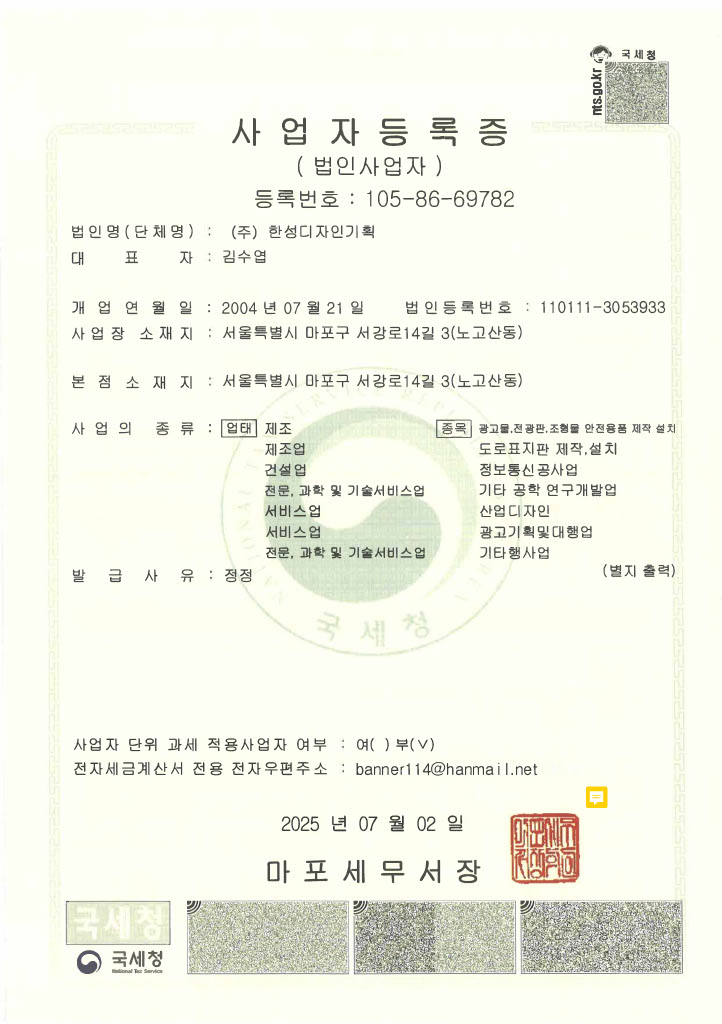 국세청
nts.go.kr
사업자등록증
( 법인사업자 )
등록번호 : 105-86-69782
법인명(단체명) : (주) 한성디자인기획
대 표 자 : 김수엽
개 업 연 월 일 : 2004 년 07 월 21 일 법인등록번호 : 110111-3053933
사업장 소재지 : 서울특별시 마포구 서강로14길 3(노고산동)
본 점 소 재 지 : 서울특별시 마포구 서강로14길 3(노고산동)
사 업 의 종 류 : 업태 제조 종목 광고물,전광판,조형물 안전용품 제작 설치
제조업 도로표지판 제작,설치
건설업 정보통신공사업
전문, 과학 및 기술서비스업 기타 공학 연구개발업
서비스업 산업디자인
서비스업 광고기획및대행업
전문, 과학 및 기술서비스업 기타행사업
발 급 사 유 : 정정 (별지 출력)
국세청
사업자 단위 과세 적용사업자 여부 : 여( ) 부(∨)
전자세금계산서 전용 전자우편주소 : banner114@hanmail.net
2025 년 07 월 02 일
마포세무서장
국세청
국세청
National Tax Service